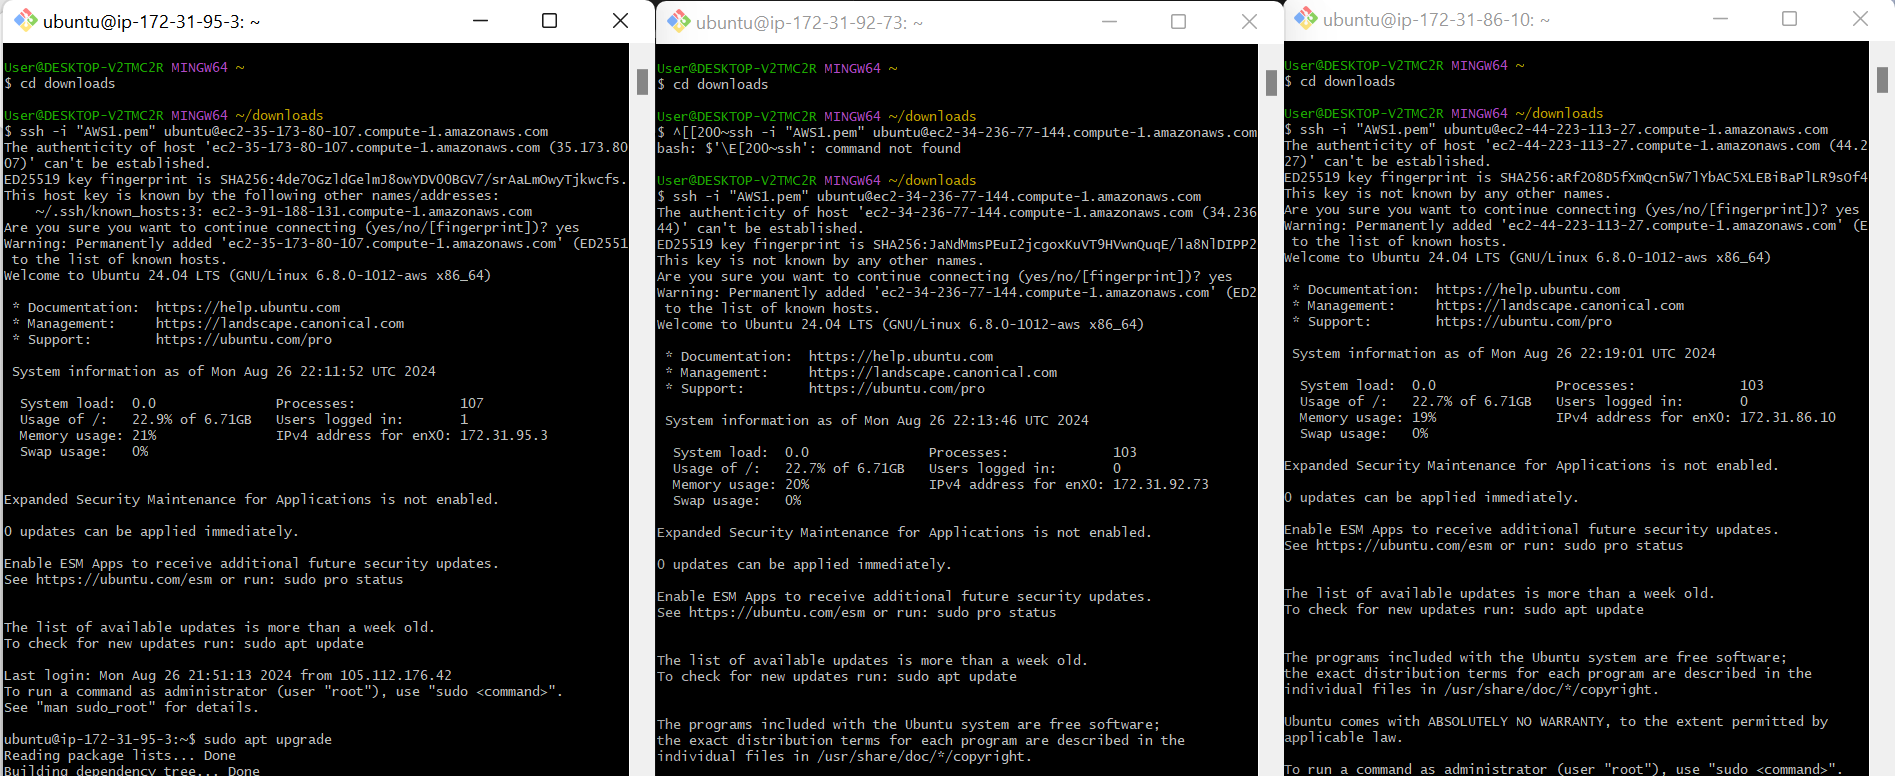 ubuntu@ip-172-31-95-3: ~
User@DESKTOP-V2TMC2R MINGW64 ~
$ cd downloads
User@DESKTOP-V2TMC2R MINGW64 ~/downloads
$ ssh -i "AWS1.pem" ubuntu@ec2-35-173-80-107.compute-1.amazonaws.com
The authenticity of host 'ec2-35-173-80-107.compute-1.amazonaws.com (35.173.80
07)' can't be established.
ED25519 key fingerprint is
This host key is known by the following other names/addresses:
~/.ssh/known_hosts:3: ec2-3-91-188-131.compute-1.amazonaws.com
Are you sure you want to continue connecting (yes/no/[fingerprint])? yes
Warning: Permanently added 'ec2-35-173-80-107.compute-1.amazonaws.com' (ED2551
to the list of known hosts.
Welcome to Ubuntu 24.04 LTS (GNU/Linux 6.8.0-1012-aws x86_64)
* Documentation: https://help.ubuntu.com
* Management: https://landscape.canonical.com
* Support: https://ubuntu.com/pro
System information as of Mon Aug 26 22:11:52 UTC 2024
System load: 0.0 Processes: 107
Usage of /: 22.9% of 6.71GB Users logged in: 1
Memory usage: 21% IPv4 address for enX0: 172.31.95.3
Swap usage: 0%
Expanded Security Maintenance for Applications is not enabled.
0 updates can be applied immediately.
Enable ESM Apps to receive additional future security updates.
See https://ubuntu.com/esm or run: sudo pro status
The list of available updates is more than a week old.
To check for new updates run: sudo apt update
Last login: Mon Aug 26 21:51:13 2024 from 105.112.176.42
To run a command as administrator (user "root"), use "sudo <command>".
See "man sudo_root" for details.
ubuntu@ip-172-31-95-3:~$ sudo apt upgrade
Reading package lists... Done
Building dependency tree... Done
ubuntu@ip-172-31-92-73: ~
User@DESKTOP-V2TMC2R MINGW64 ~
$ cd downloads
User@DESKTOP-V2TMC2R MINGW64 ~/downloads
$ ^[[200~ssh -i "AWS1.pem" ubuntu@ec2-34-236-77-144.compute-1.amazonaws.com
bash: $'\E[200~ssh': command not found
User@DESKTOP-V2TMC2R MINGW64 ~/downloads
$ ssh -i "AWS1.pem" ubuntu@ec2-34-236-77-144.compute-1.amazonaws.com
The authenticity of host 'ec2-34-236-77-144.compute-1.amazonaws.com (34.236
44)' can't be established.
ED25519 key fingerprint is
This key is not known by any other names.
Are you sure you want to continue connecting (yes/no/[fingerprint])? yes
Warning: Permanently added 'ec2-34-236-77-144.compute-1.amazonaws.com' (ED2
to the list of known hosts.
Welcome to Ubuntu 24.04 LTS (GNU/Linux 6.8.0-1012-aws x86_64)
* Documentation: https://help.ubuntu.com
* Management: https://landscape.canonical.com
* Support: https://ubuntu.com/pro
System information as of Mon Aug 26 22:13:46 UTC 2024
System load: 0.0 Processes: 103
Usage of /: 22.7% of 6.71GB Users logged in: 0
Memory usage: 20% IPv4 address for enX0: 172.31.92.73
Swap usage: 0%
Expanded Security Maintenance for Applications is not enabled.
0 updates can be applied immediately.
Enable ESM Apps to receive additional future security updates.
See https://ubuntu.com/esm or run: sudo pro status
The list of available updates is more than a week old.
To check for new updates run: sudo apt update
The programs included with the Ubuntu system are free software;
the exact distribution terms for each program are described in the
individual files in /usr/share/doc/*/copyright.
ubuntu@ip-172-31-86-10: ~
User@DESKTOP-V2TMC2R MINGW64 ~
$ cd downloads
User@DESKTOP-V2TMC2R MINGW64 ~/downloads
$ ssh -i "AWS1.pem" ubuntu@ec2-44-223-113-27.compute-1.amazonaws.com
The authenticity of host 'ec2-44-223-113-27.compute-1.amazonaws.com (44.2
27)' can't be established.
ED25519 key fingerprint is
This key is not known by any other names.
Are you sure you want to continue connecting (yes/no/[fingerprint])? yes
Warning: Permanently added 'ec2-44-223-113-27.compute-1.amazonaws.com' (E
to the list of known hosts.
Welcome to Ubuntu 24.04 LTS (GNU/Linux 6.8.0-1012-aws x86_64)
* Documentation: https://help.ubuntu.com
* Management: https://landscape.canonical.com
* Support: https://ubuntu.com/pro
System information as of Mon Aug 26 22:19:01 UTC 2024
System load: 0.0 Processes: 103
Usage of /: 22.7% of 6.71GB Users logged in: 0
Memory usage: 19% IPv4 address for enX0: 172.31.86.10
Swap usage: 0%
Expanded Security Maintenance for Applications is not enabled.
0 updates can be applied immediately.
Enable ESM Apps to receive additional future security updates.
See https://ubuntu.com/esm or run: sudo pro status
The list of available updates is more than a week old.
To check for new updates run: sudo apt update
The programs included with the Ubuntu system are free software;
the exact distribution terms for each program are described in the
individual files in /usr/share/doc/*/copyright.
Ubuntu comes with ABSOLUTELY NO WARRANTY, to the extent permitted by
applicable law.
To run a command as administrator (user "root"), use "sudo <command>".